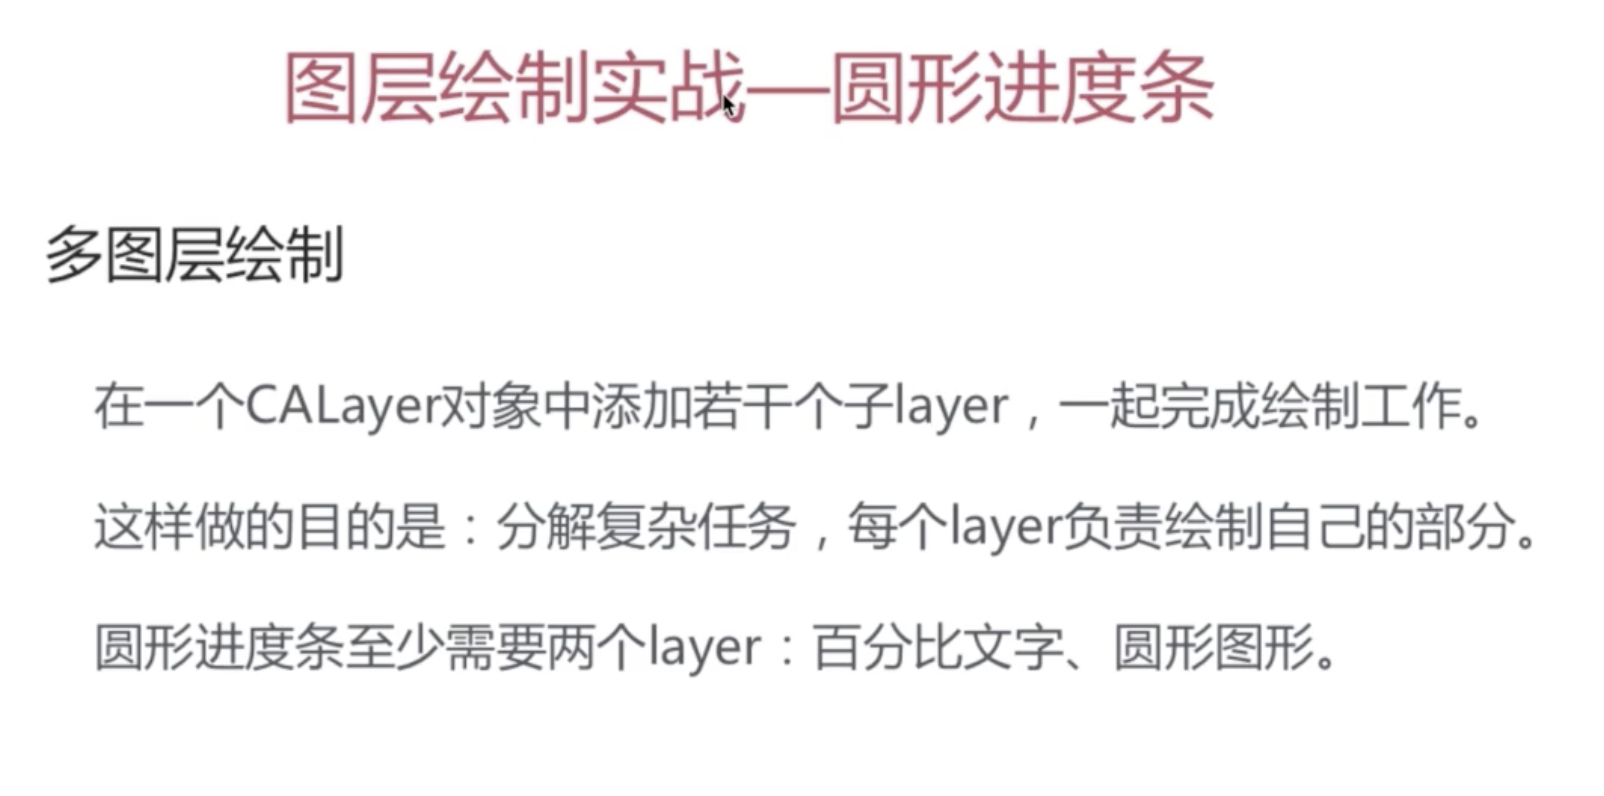 图层绘制实战—圆形进度条
多图层绘制
在一个CALayer对象中添加若干个子layer，一起完成绘制工作。
这样做的目的是：分解复杂任务，每个layer负责绘制自己的部分。
圆形进度条至少需要两个layer：百分比文字、圆形图形。